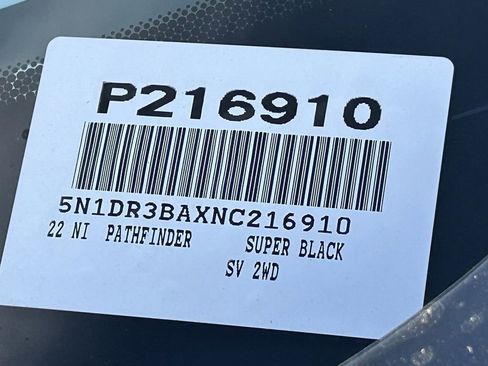 P216910
5N1DR3BAXNC216910
22 NI PATHFINDER SUPER BLACK
SV 2WD